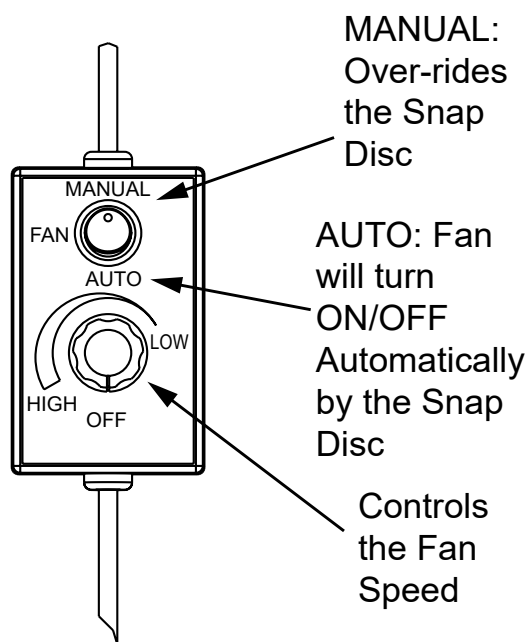 MANUAL:
Over-rides
the Snap
Disc
MANUAL
FAN
AUTO
AUTO: Fan
will turn
ON/OFF
Automatically
by the Snap
Disc
LOW
HIGH
OFF
Controls
the Fan
Speed